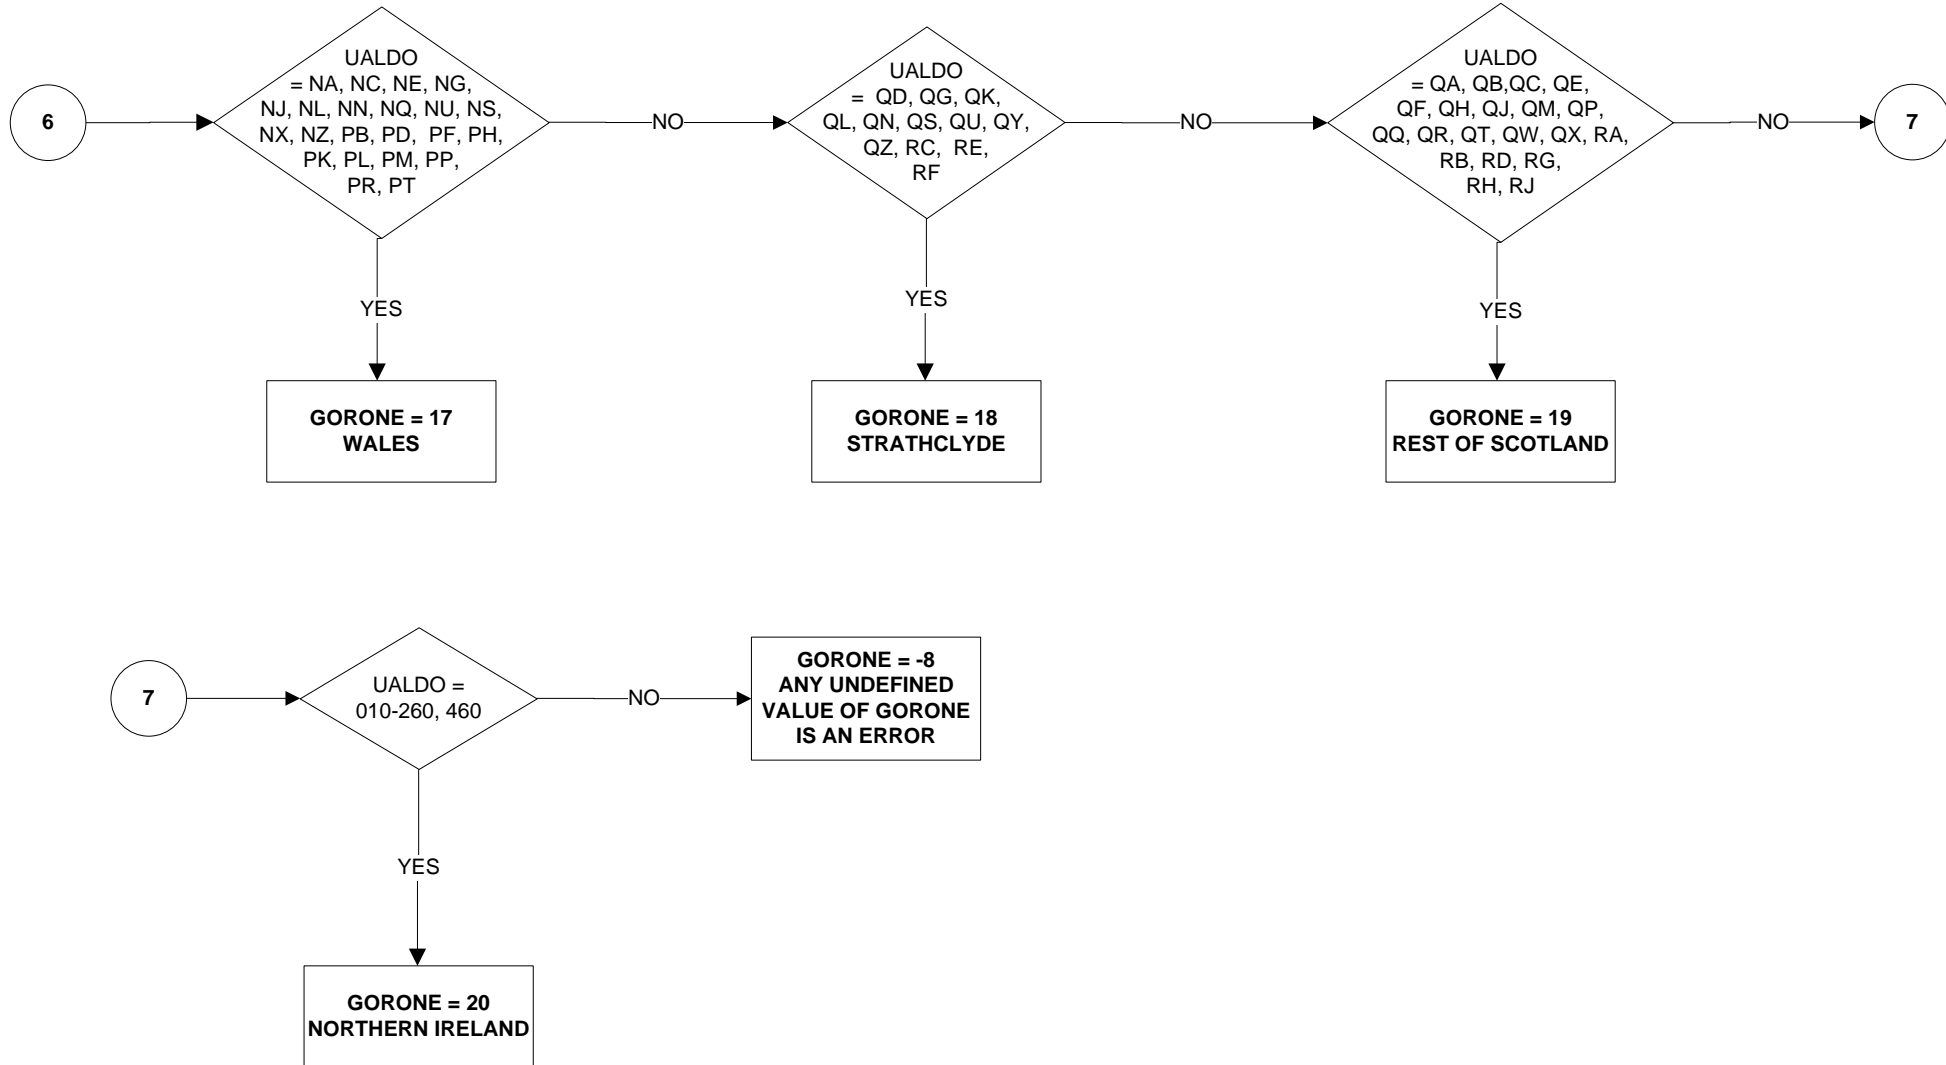 6
UALDO
= NA, NC, NE, NG,
NJ, NL, NN, NQ, NU, NS,
NX, NZ, PB, PD, PF, PH,
PK, PL, PM, PP,
PR, PT
NO
UALDO
= QD, QG, QK,
QL, QN, QS, QU, QY,
QZ, RC, RE,
RF
NO
UALDO
= QA, QB,QC, QE,
QF, QH, QJ, QM, QP,
QQ, QR, QT, QW, QX, RA,
RB, RD, RG,
RH, RJ
NO
7
YES
YES
YES
GORONE = 17
WALES
GORONE = 18
STRATHCLYDE
GORONE = 19
REST OF SCOTLAND
7
UALDO =
010-260, 460
NO
GORONE = -8
ANY UNDEFINED
VALUE OF GORONE
IS AN ERROR
YES
GORONE = 20
NORTHERN IRELAND